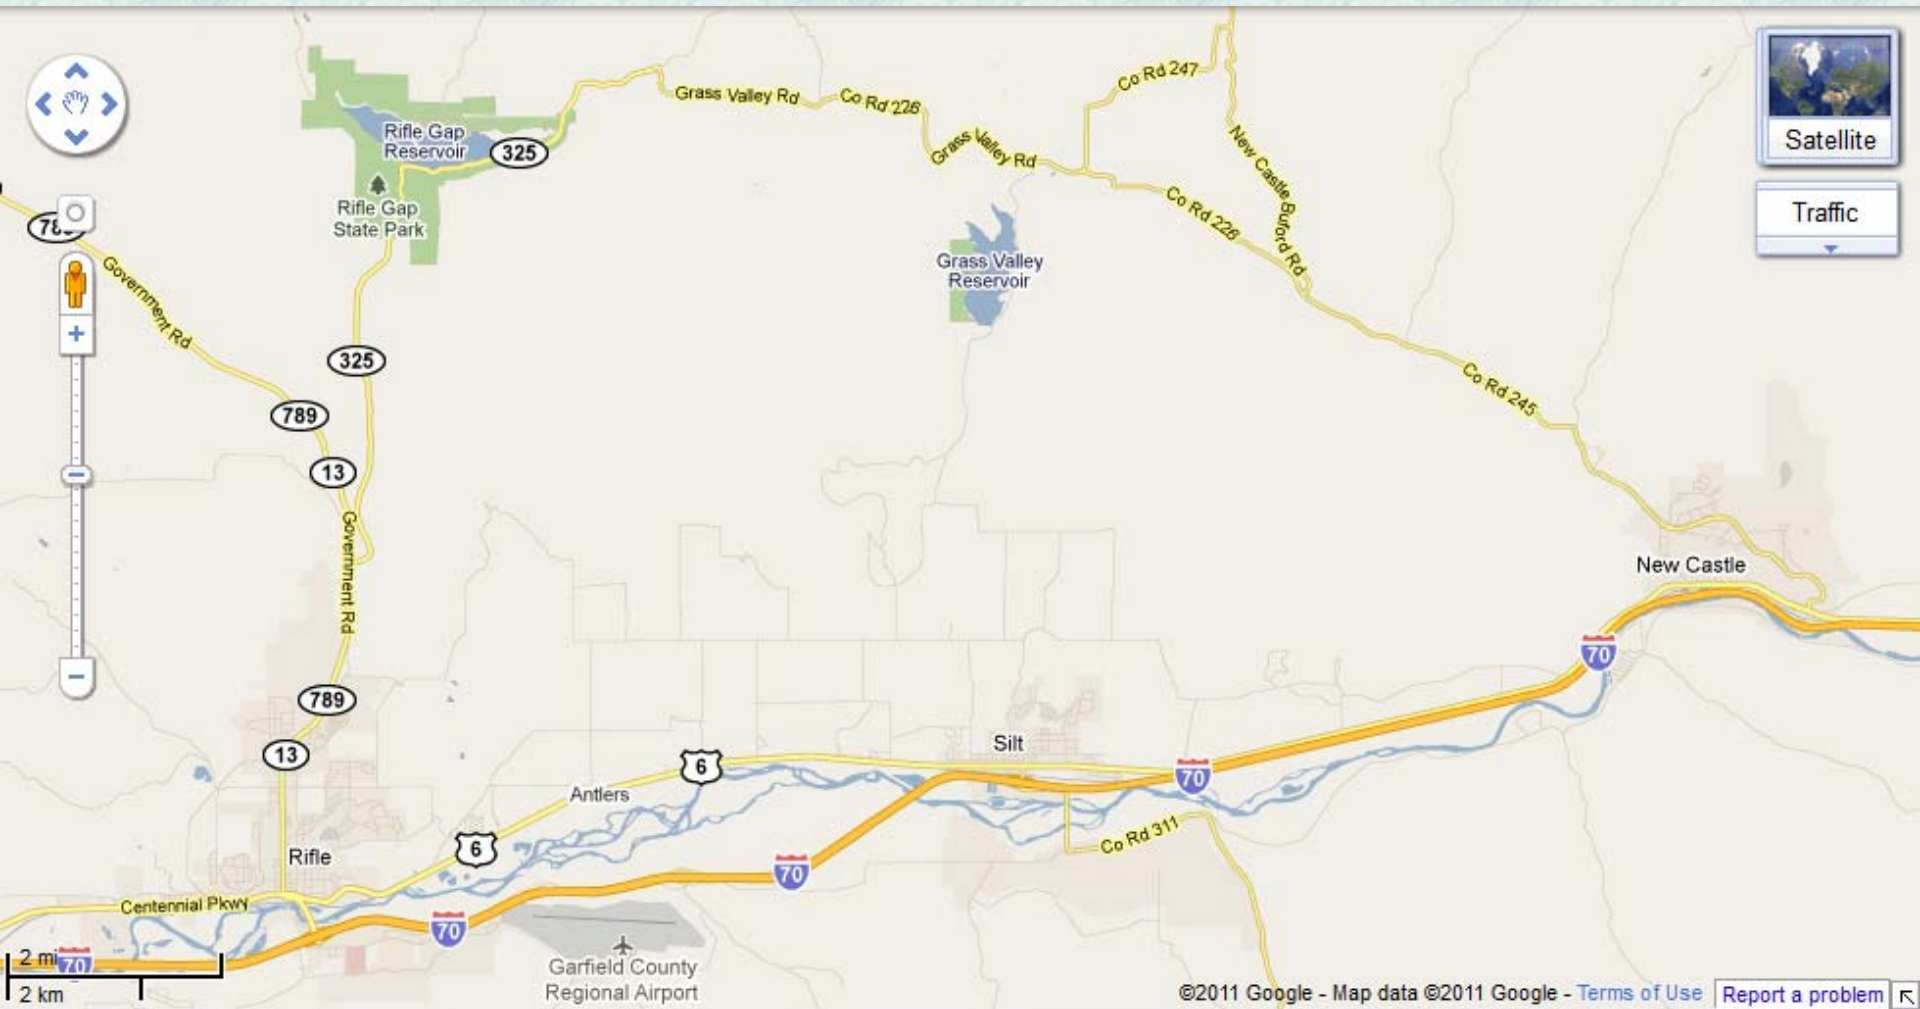 Co Rd 247
Grass Valley Rd
Co Rd 226
Satellite
Rifle Gap
Reservoir
325
Grass Valley Rd
New Castle Buford Rd
Rifle Gap
State Park
Co Rd 226
Traffic
Government Rd
Grass Valley
Reservoir
325
789
Co Rd 245
13
Government Rd
New Castle
70
789
13
Silt
6
70
Antlers
6
Co Rd 311
Rifle
70
Centennial Pkwy
70
2 mi
70
Garfield County
Regional Airport
2 km
©2011 Google - Map data ©2011 Google - Terms of Use
Report a problem